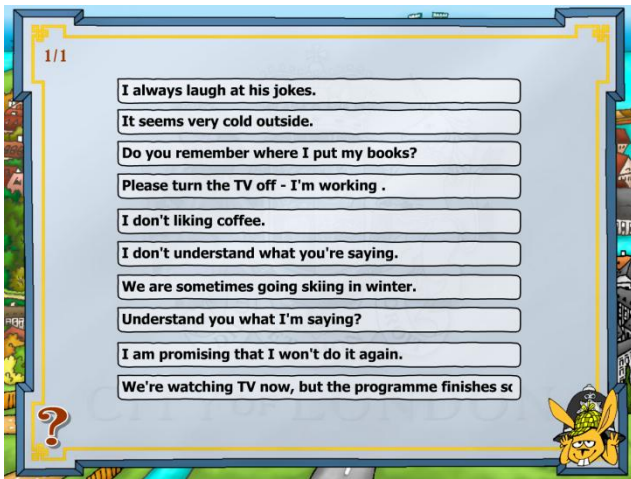 1/1
I always laugh at his jokes.
It seems very cold outside.
Do you remember where I put my books?
Please turn the TV off - I'm working .
I don't liking coffee.
I don't understand what you're saying.
We are sometimes going skiing in winter.
Understand you what I'm saying?
I am promising that I won't do it again.
We're watching TV now, but the programme finishes
CITY OF LONDON
?